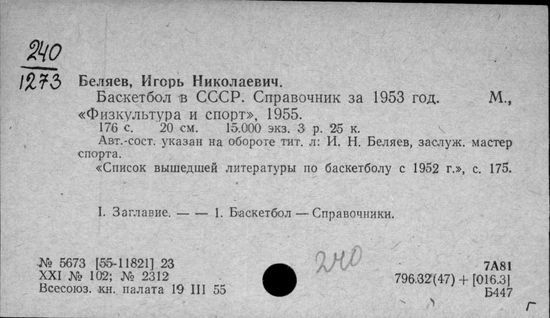 240
1273
Беляев, Игорь Николаевич.
Баскетбол в СССР. Справочник за 1953 год. М.,
«Физкультура и спорт», 1955.
176 с. 20 см. 15.000 экз. 3 р. 25 к.
Авт.-сост. указан на обороте тит. л: И. Н. Беляев, заслуж. мастер
спорта.
«Список вышедшей литературы по баскетболу с 1952 г.», с. 175.
I. Заглавие. — — 1. Баскетбол — Справочники.
№ 5673 [55-11821] 23
XXI № 102; № 2312
Всесоюз. кн. палата 19 III 55
240
7А81
796.32(47) + [016.3]
Б447
Г